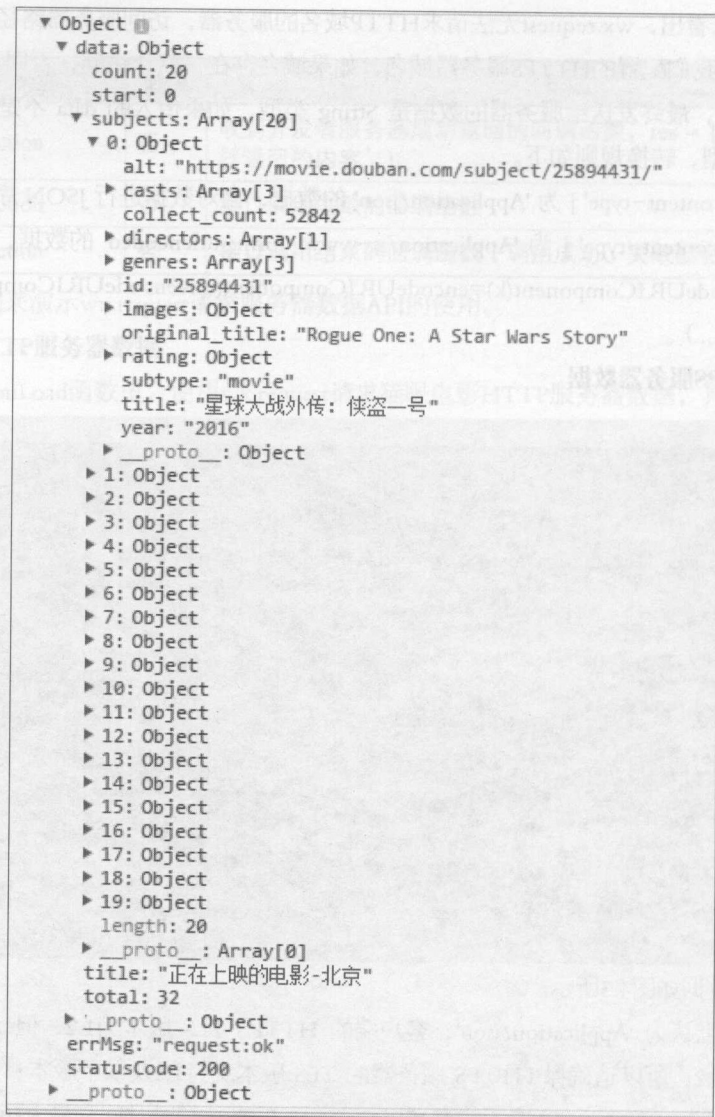 ▼ Object i
▼ data: Object
count: 20
start: 0
▼ subjects: Array[20]
▼ 0: Object
alt: "https://movie.douban.com/subject/25894431/"
▶ casts: Array[3]
collect_count: 52842
▶ directors: Array[1]
▶ genres: Array[3]
id: "25894431"
▶ images: Object
original_title: "Rogue One: A Star Wars Story"
▶ rating: Object
subtype: "movie"
title: "星球大战外传：侠盗一号"
year: "2016"
▶ __proto__: Object
▶ 1: Object
▶ 2: Object
▶ 3: Object
▶ 4: Object
▶ 5: Object
▶ 6: Object
▶ 7: Object
▶ 8: Object
▶ 9: Object
▶ 10: Object
▶ 11: Object
▶ 12: Object
▶ 13: Object
▶ 14: Object
▶ 15: Object
▶ 16: Object
▶ 17: Object
▶ 18: Object
▶ 19: Object
length: 20
▶ __proto__: Array[0]
title: "正在上映的电影-北京"
total: 32
▶ __proto__: Object
errMsg: "request:ok"
statusCode: 200
▶ __proto__: Object